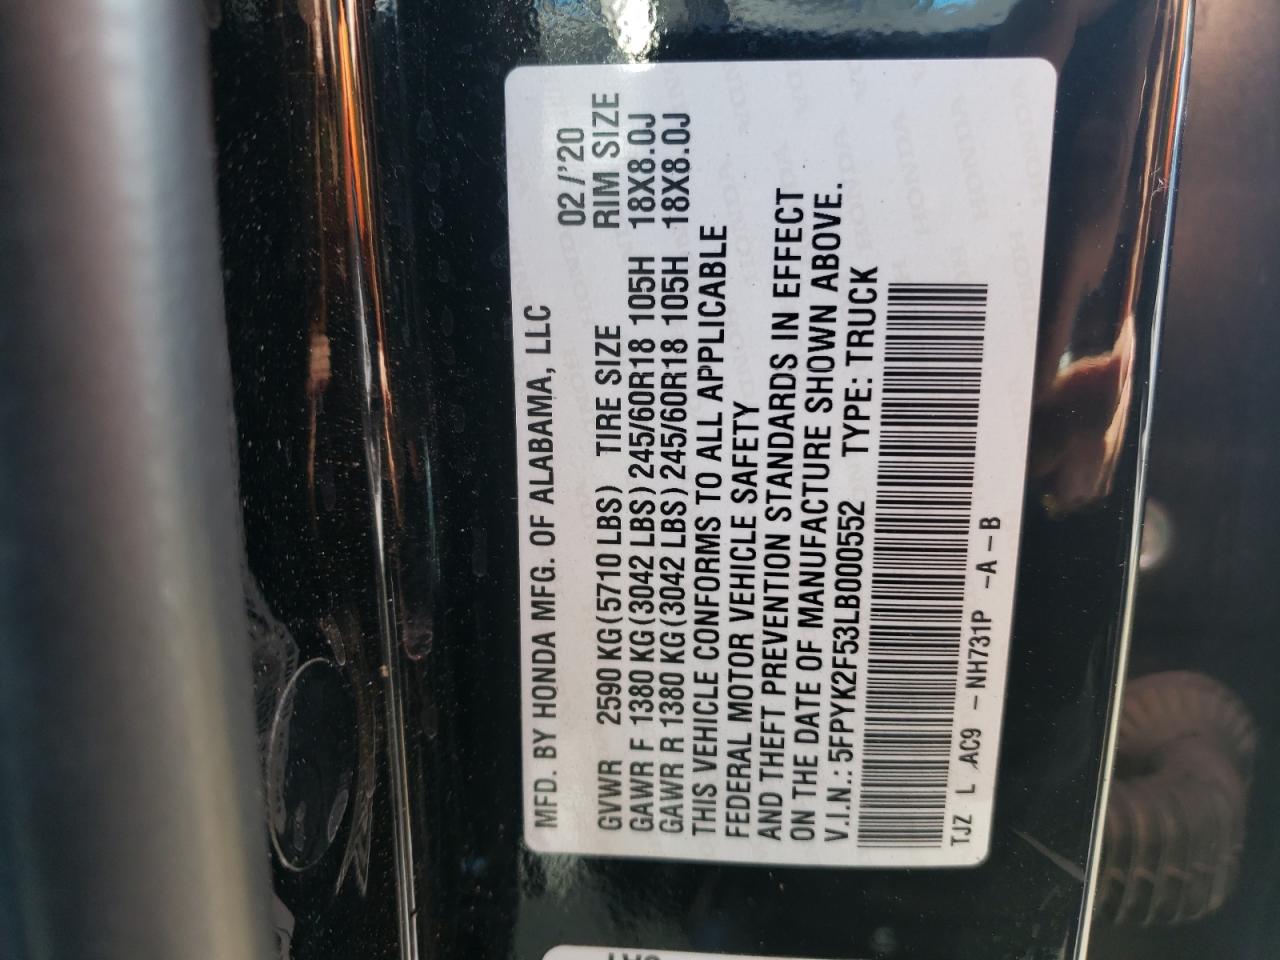 MFD. BY HONDA MFG. OF ALABAMA, LLC
02/'20
GVWR 2590 KG(5710 LBS) TIRE SIZE RIM SIZE
GAWR F 1380 KG(3042 LBS) 245/60R18 105H 18X8.0J
GAWR R 1380 KG(3042 LBS) 245/60R18 105H 18X8.0J
THIS VEHICLE CONFORMS TO ALL APPLICABLE
FEDERAL MOTOR VEHICLE SAFETY
AND THEFT PREVENTION STANDARDS IN EFFECT
ON THE DATE OF MANUFACTURE SHOWN ABOVE.
V.I.N.: 5FPYK2F53LB000552 TYPE: TRUCK
TJZ L AC9 - NH731P -A-B